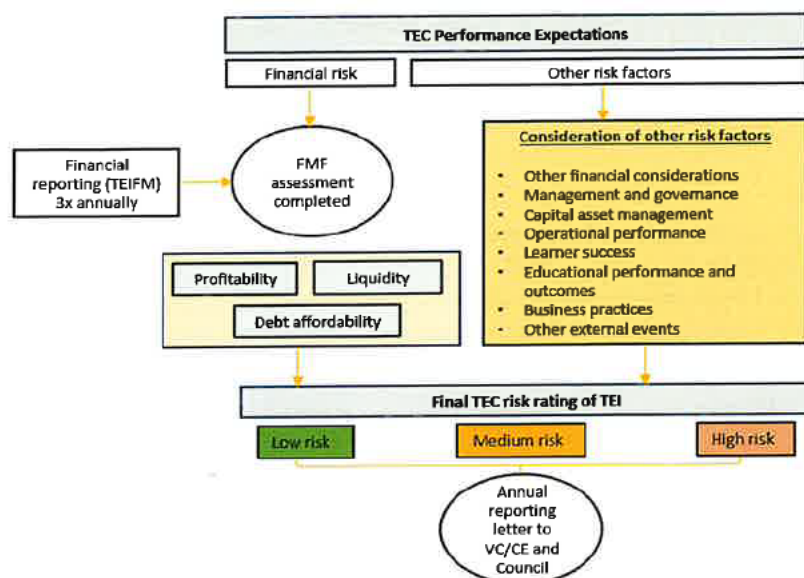 TEC Performance Expectations
Financial risk
Other risk factors
Financial
reporting (TEIFM)
3x annually
FMF
assessment
completed
Consideration of other risk factors
• Other financial considerations
• Management and governance
• Capital asset management
• Operational performance
• Learner success
• Educational performance and
outcomes
• Business practices
• Other external events
Profitability
Liquidity
Debt affordability
Final TEC risk rating of TEI
Low risk
Medium risk
High risk
Annual
reporting
letter to
VC/CE and
Council